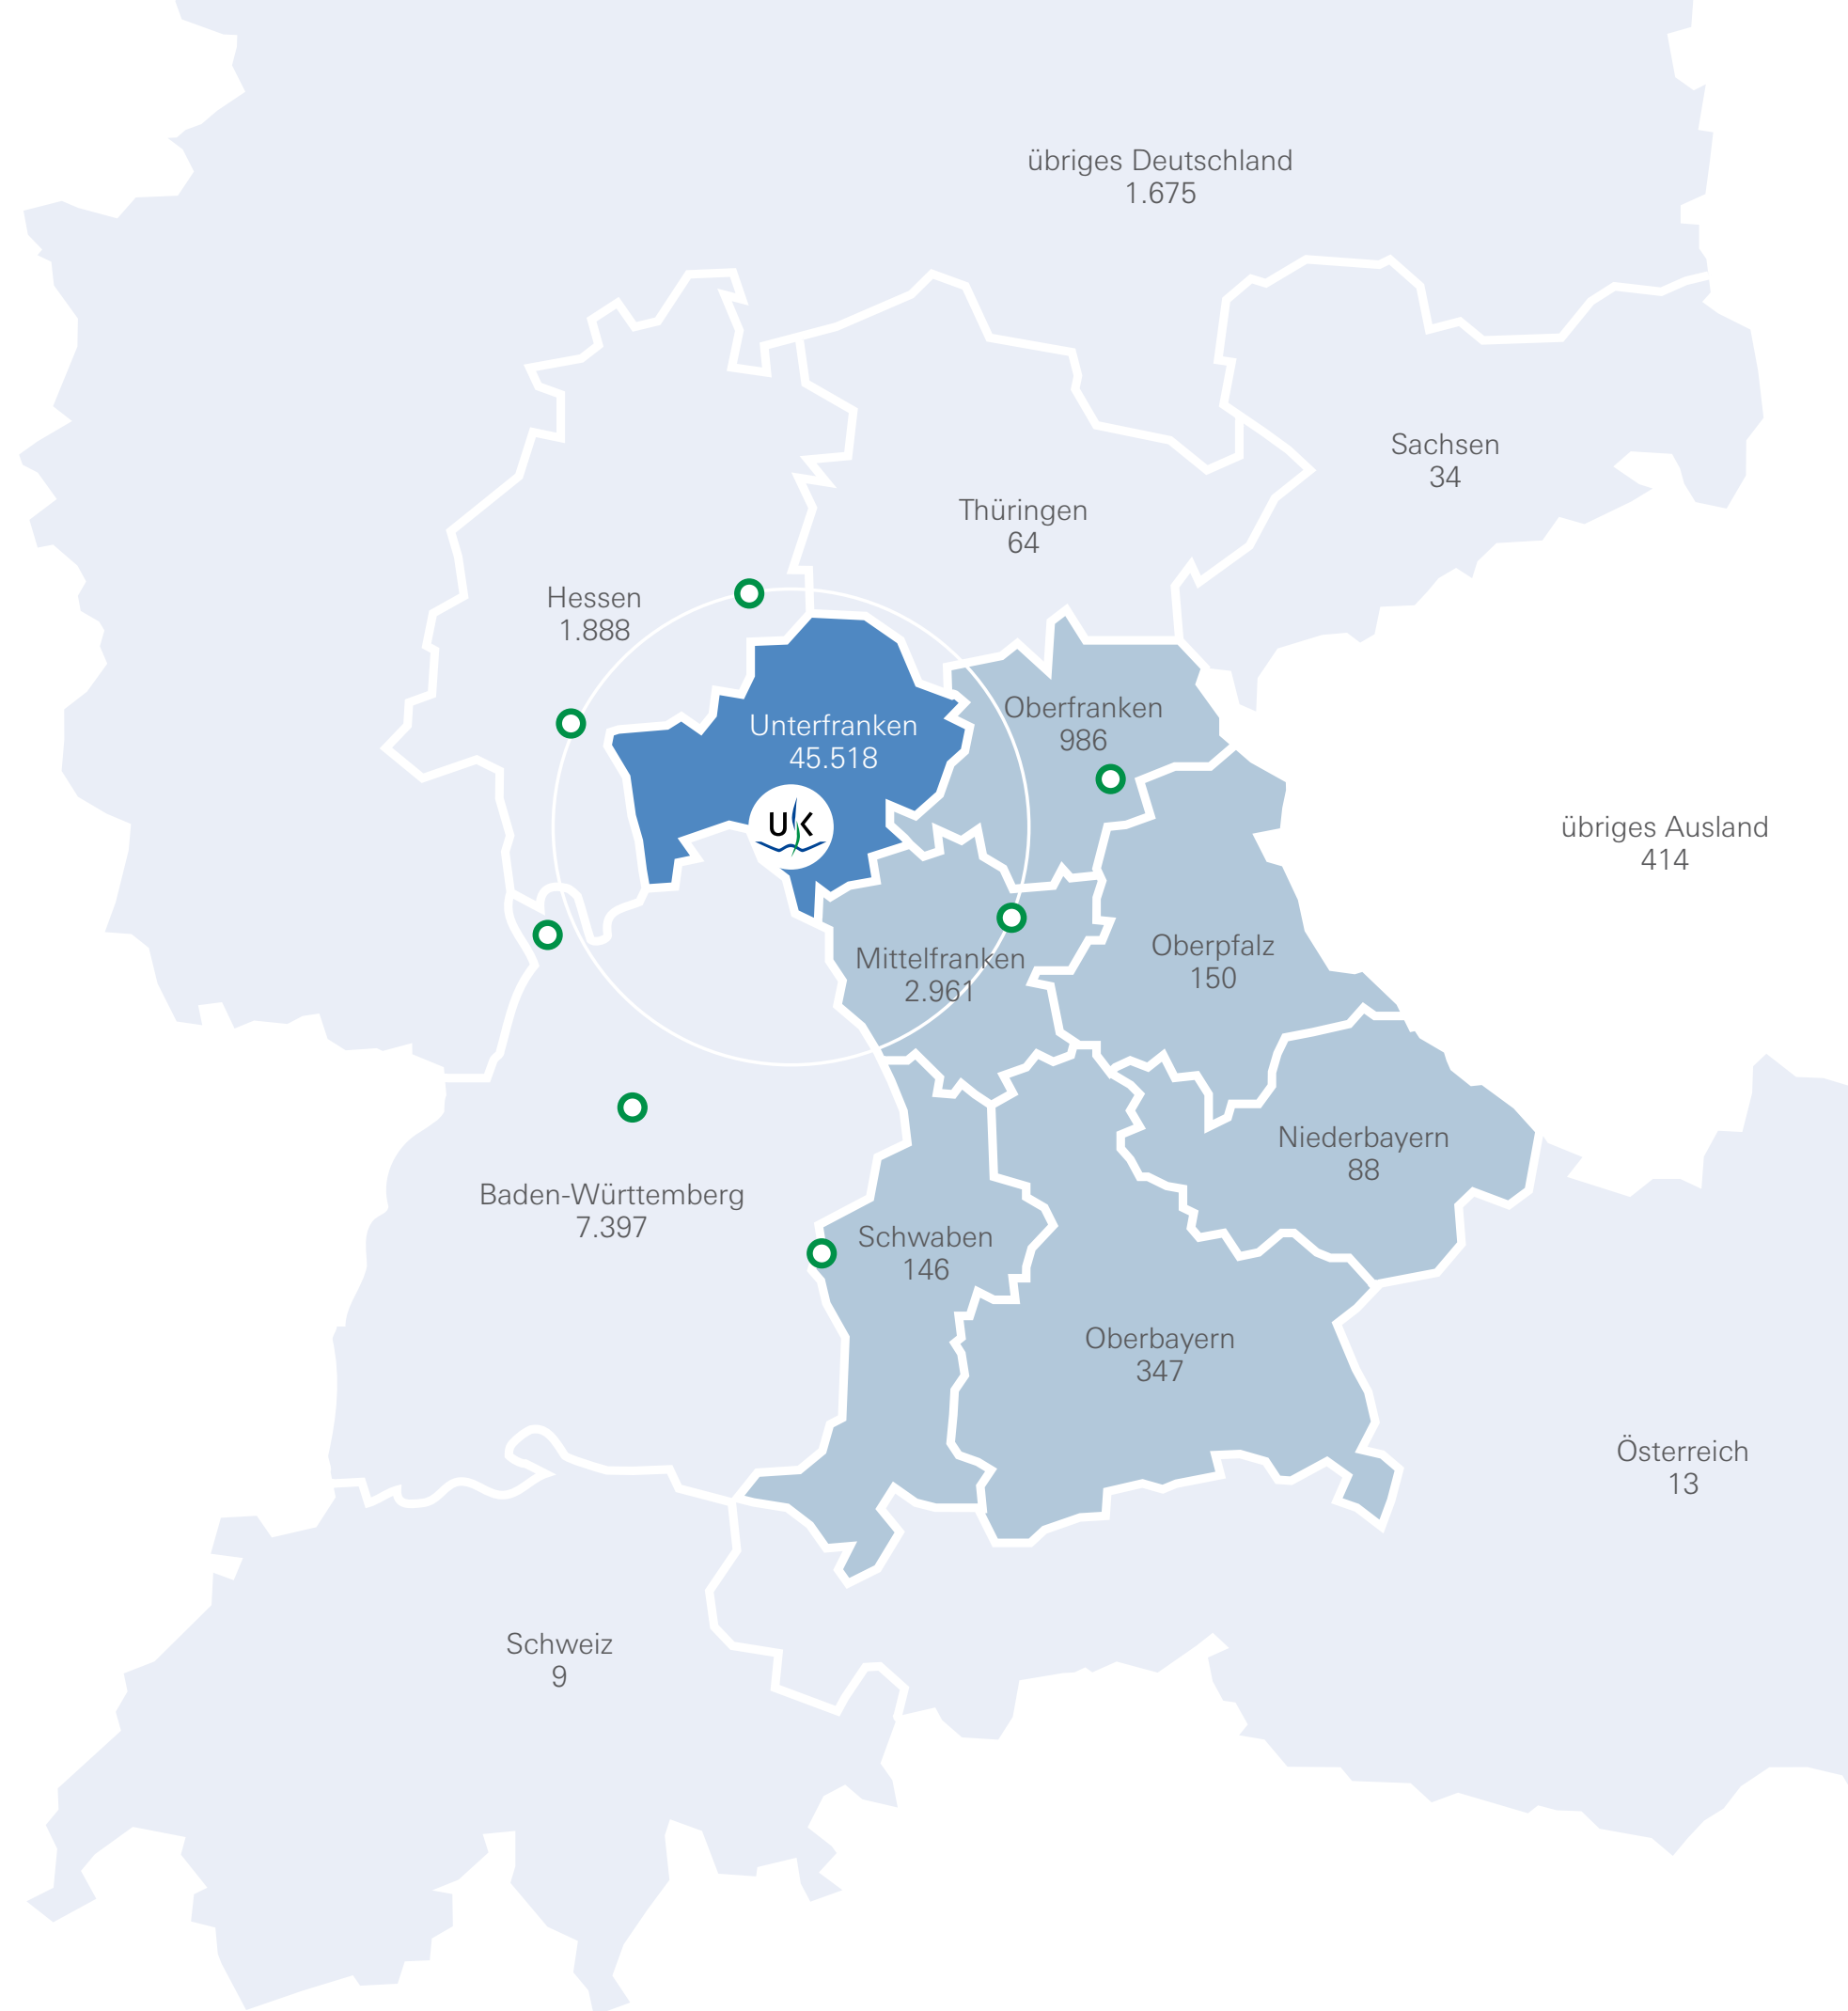 übriges Deutschland
1.675
Sachsen
34
Thüringen
64
Hessen
1.888
Oberfranken
986
Unterfranken
45.518
UK
übriges Ausland
414
Oberpfalz
150
Mittelfranken
2.961
Niederbayern
88
Baden-Württemberg
7.397
Schwaben
146
Oberbayern
347
Österreich
13
Schweiz
9